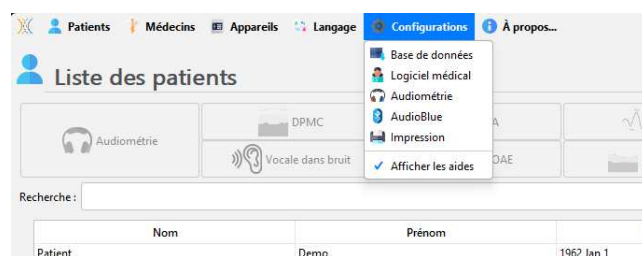 Patients Médecins Appareils Langage Configurations À propos...
Base de données
Logiciel médical
Audiométrie
AudioBlue
Impression
Afficher les aides
Liste des patients
Audiométrie
DPMC
A
Vocale dans bruit
OAE
Recherche :
Nom Prénom
Patient Demo 1962 Jan 1